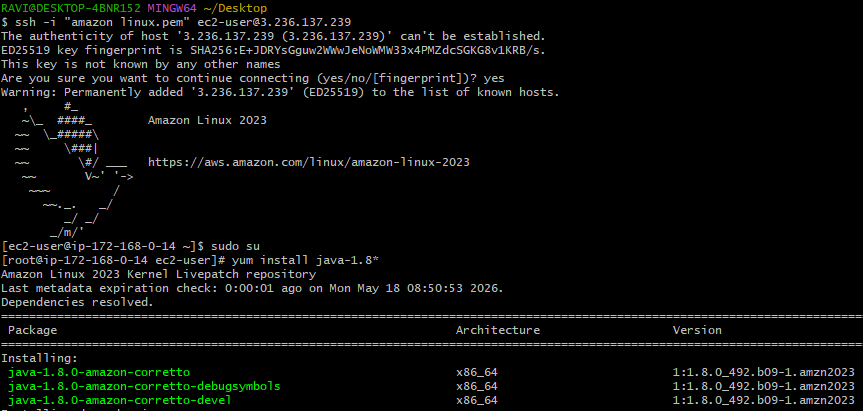 RAVI@DESKTOP-4BNR152 MINGW64 ~/Desktop
$ ssh -i "amazon linux.pem" ec2-user@3.236.137.239
The authenticity of host '3.236.137.239 (3.236.137.239)' can't be established.
ED25519 key fingerprint is SHA256:E+JDRYsGguw2WWwJeNoWMW33x4PMZdcSGKG8v1KRB/s.
This key is not known by any other names
Are you sure you want to continue connecting (yes/no/[fingerprint])? yes
Warning: Permanently added '3.236.137.239' (ED25519) to the list of known hosts.
   ,     #_
   ~\_  ####_        Amazon Linux 2023
  ~~  \_#####\
  ~~     \###|
  ~~       \#/ ___   https://aws.amazon.com/linux/amazon-linux-2023
   ~~       V~' '->
    ~~~         /
      ~~._.   _/
         _/ _/
       _/m/'
[ec2-user@ip-172-168-0-14 ~]$ sudo su
[root@ip-172-168-0-14 ec2-user]# yum install java-1.8*
Amazon Linux 2023 Kernel Livepatch repository
Last metadata expiration check: 0:00:01 ago on Mon May 18 08:50:53 2026.
Dependencies resolved.
Package Architecture Version
Installing:
java-1.8.0-amazon-corretto x86_64 1:1.8.0_492.b09-1.amzn2023
java-1.8.0-amazon-corretto-debugsymbols x86_64 1:1.8.0_492.b09-1.amzn2023
java-1.8.0-amazon-corretto-devel x86_64 1:1.8.0_492.b09-1.amzn2023